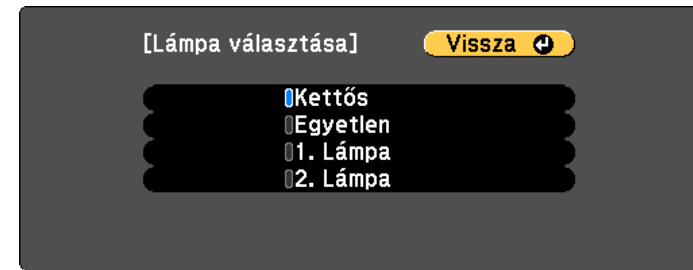 [Lámpa választása] Vissza
Kettős
Egyetlen
1. Lámpa
2. Lámpa